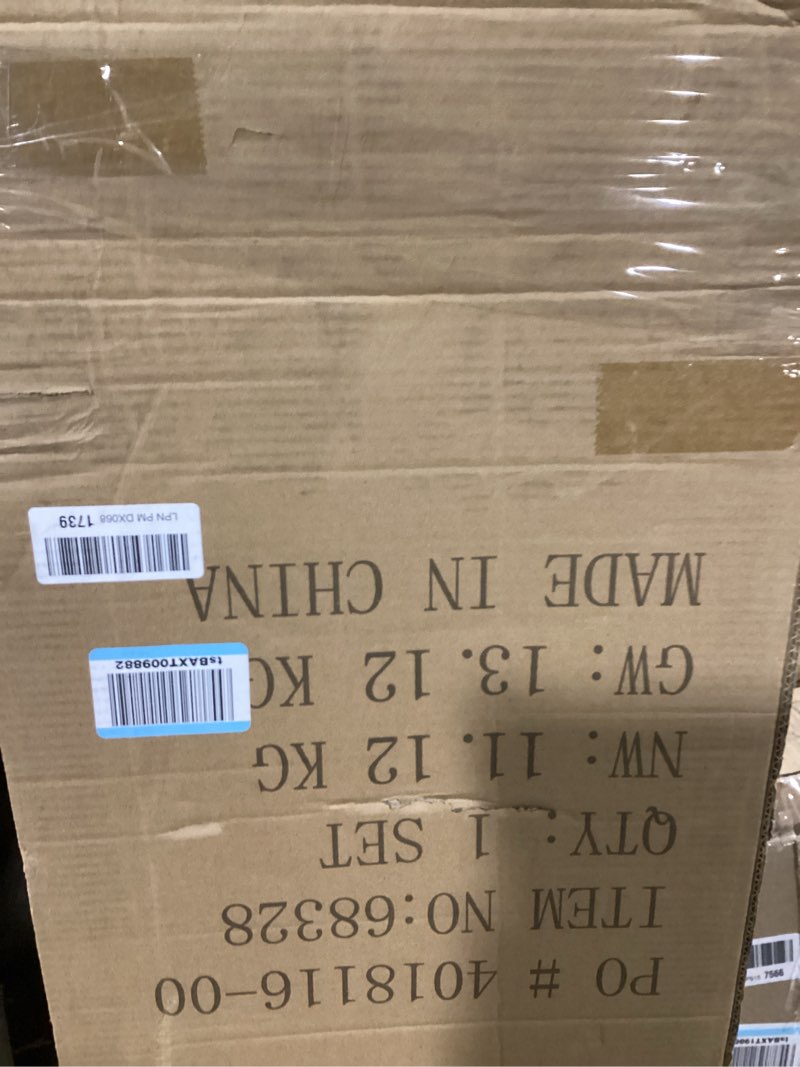 PO # 4018116-00
ITEM NO:68328
QTY: 1 SET
NW: 11.12 KG
GW: 13.12 KG
MADE IN CHINA
tsBAXT009882
LPN PM DX068 1739
7566